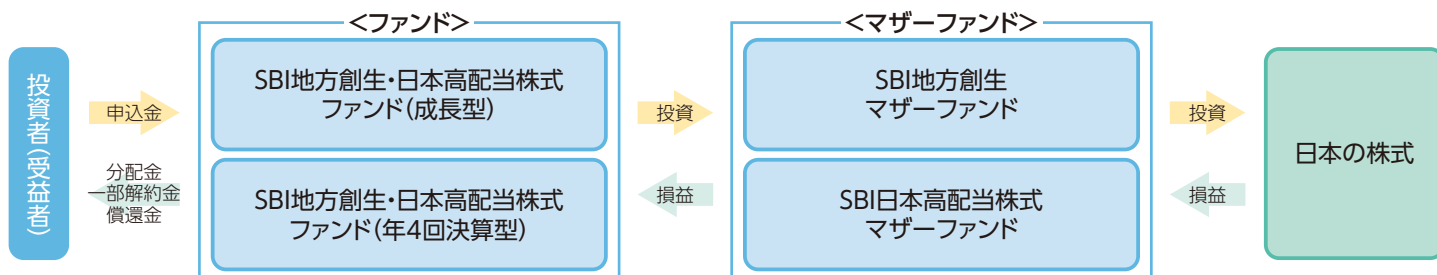 投資者(受益者)
申込金
分配金
一部解約金
償還金
<ファンド>
SBI地方創生・日本高配当株式
ファンド(成長型)
SBI地方創生・日本高配当株式
ファンド(年4回決算型)
投資
損益
<マザーファンド>
SBI地方創生
マザーファンド
SBI日本高配当株式
マザーファンド
投資
損益
日本の株式